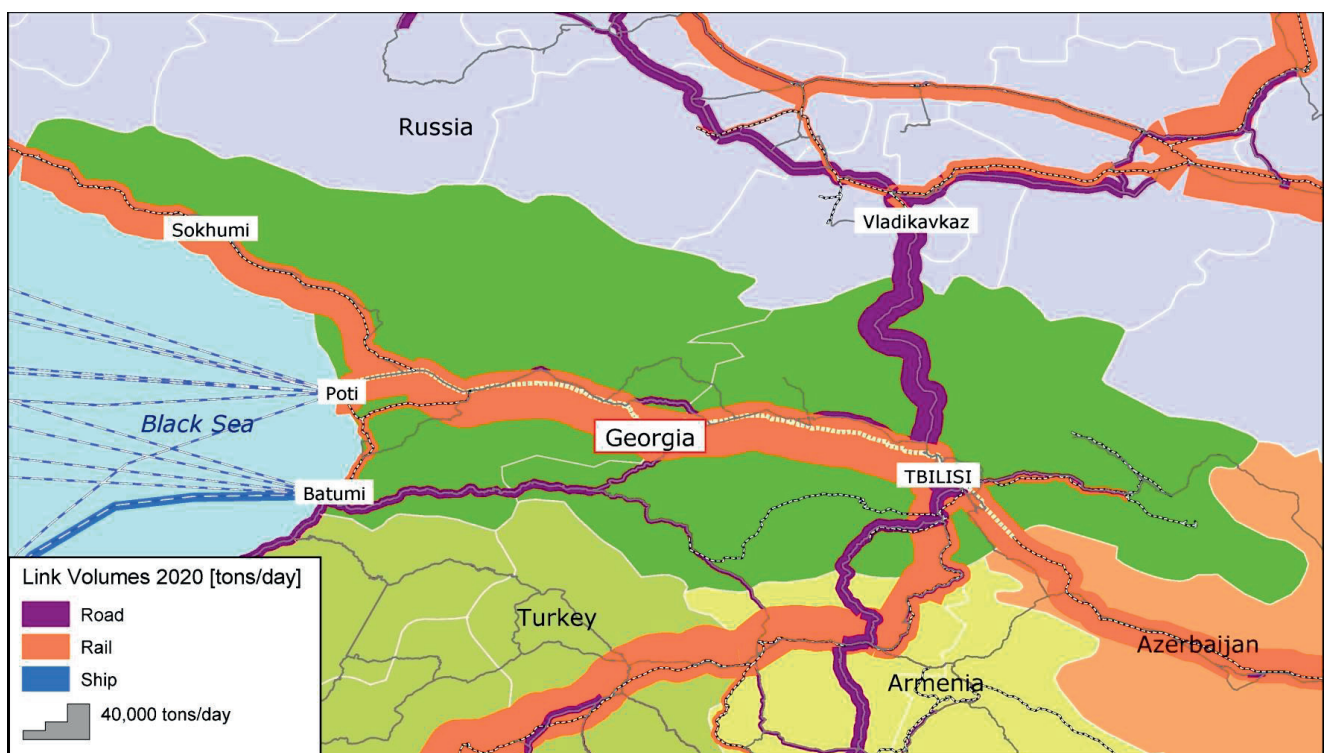 Russia
Sokhumi
Vladikavkaz
Poti
Black Sea
Georgia
TBILISI
Batumi
Link Volumes 2020 [tons/day]
Road
Rail
Ship
40,000 tons/day
Turkey
Azerbaijan
Armenia